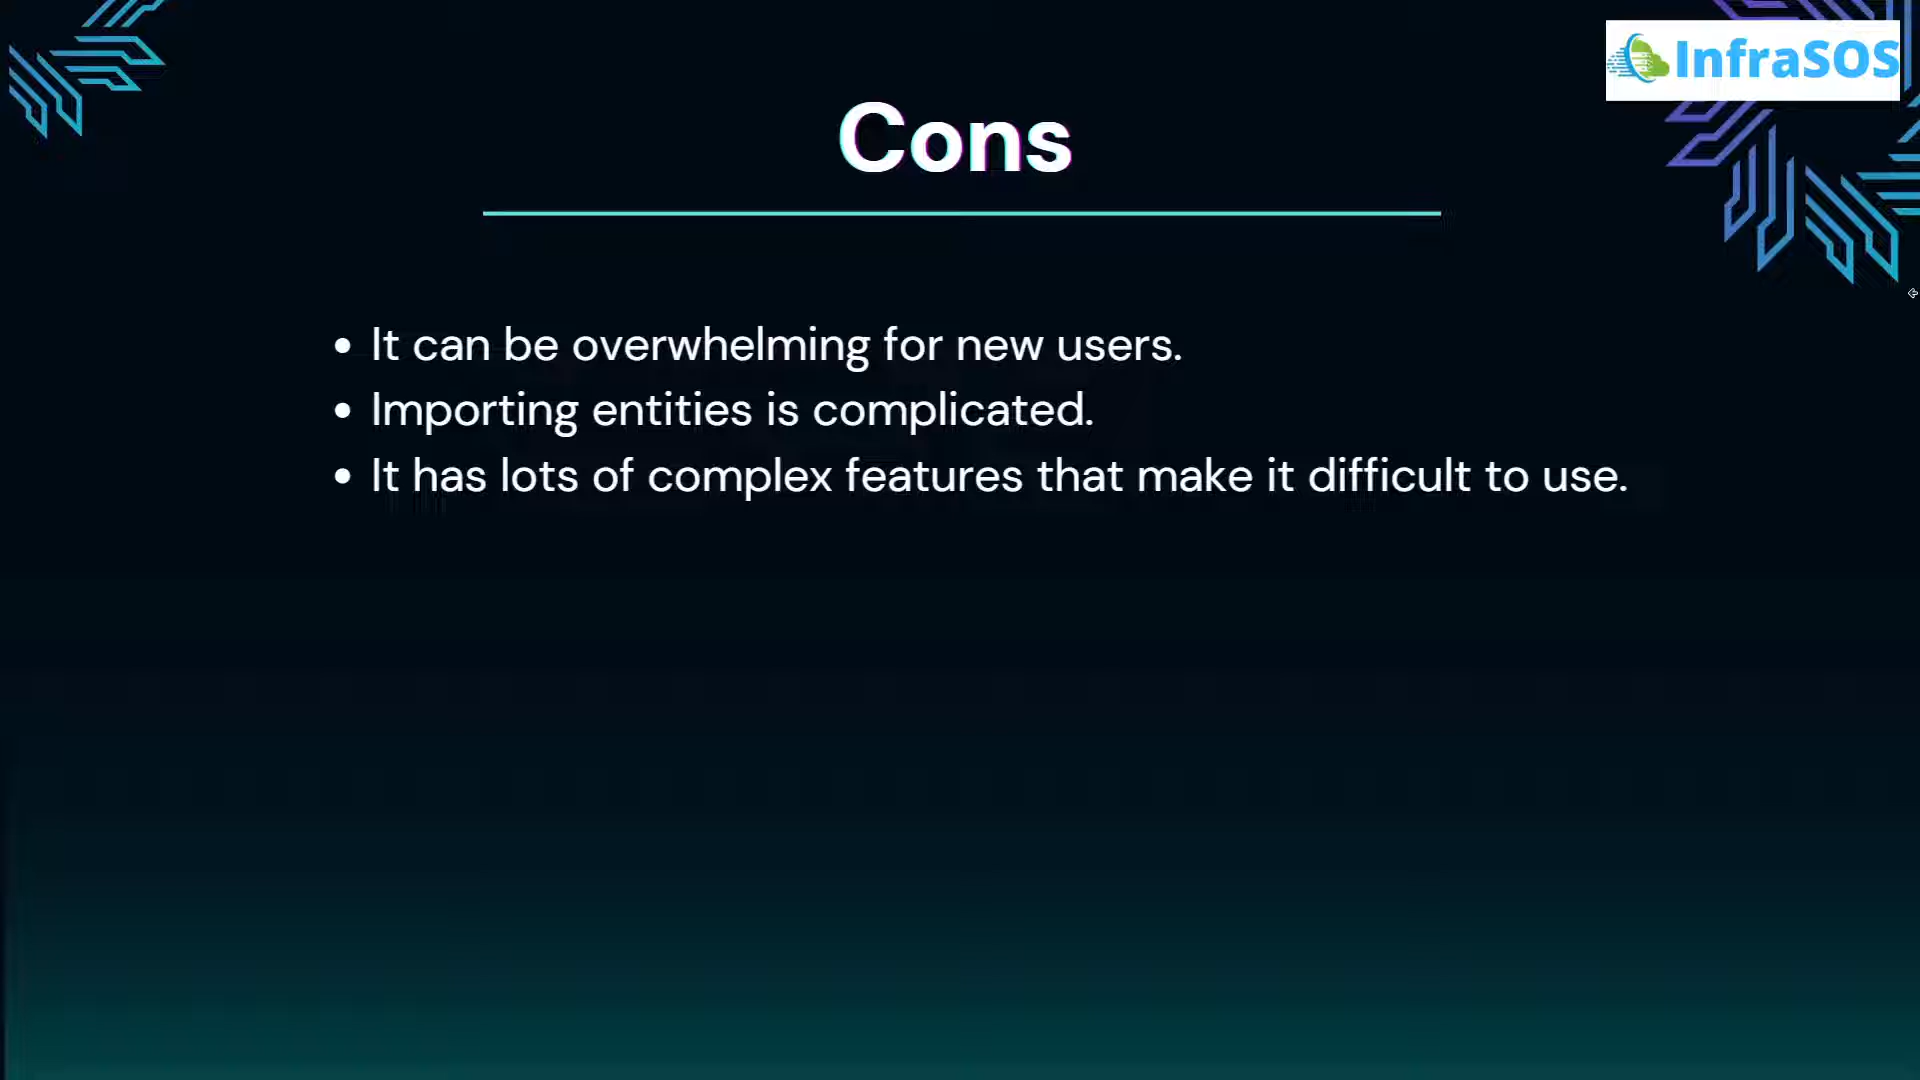 InfraSOS
Cons
• It can be overwhelming for new users.
• Importing entities is complicated.
• It has lots of complex features that make it difficult to use.